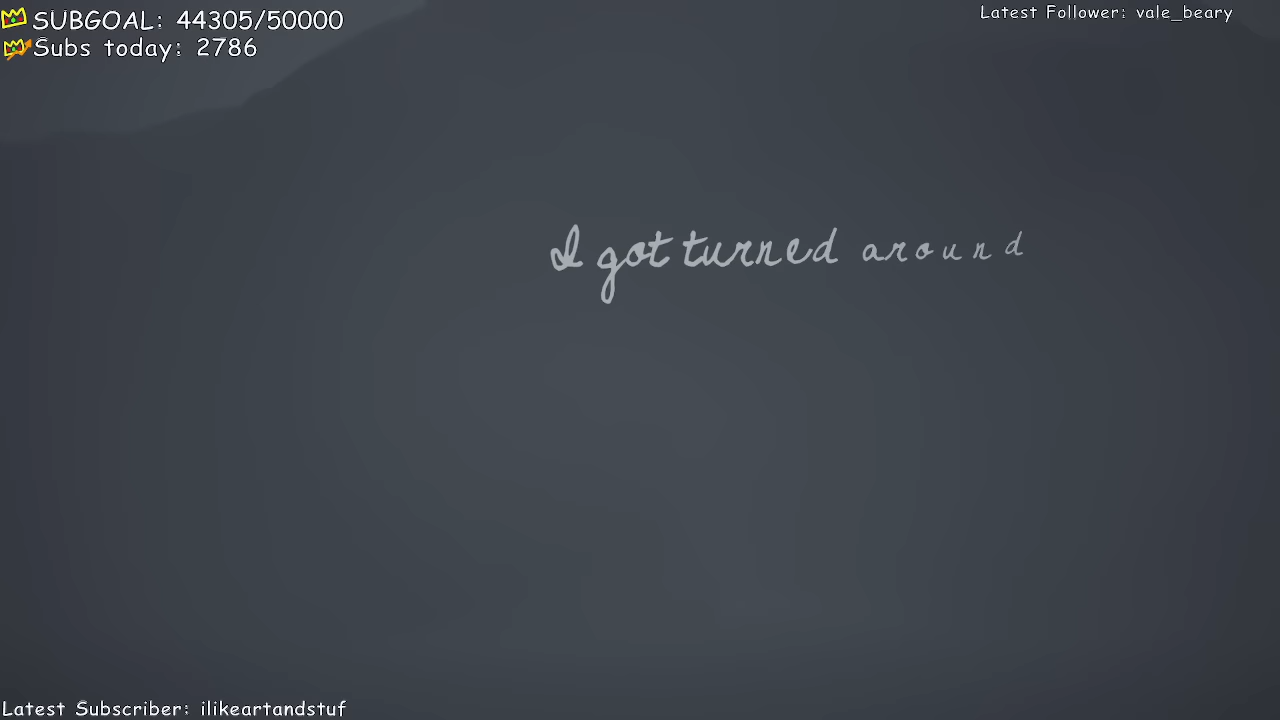 SUBGOAL: 44305/50000
Latest Follower: vale_beary
Subs today: 2786
I got turned around
Latest Subscriber: ilikeartandstuf